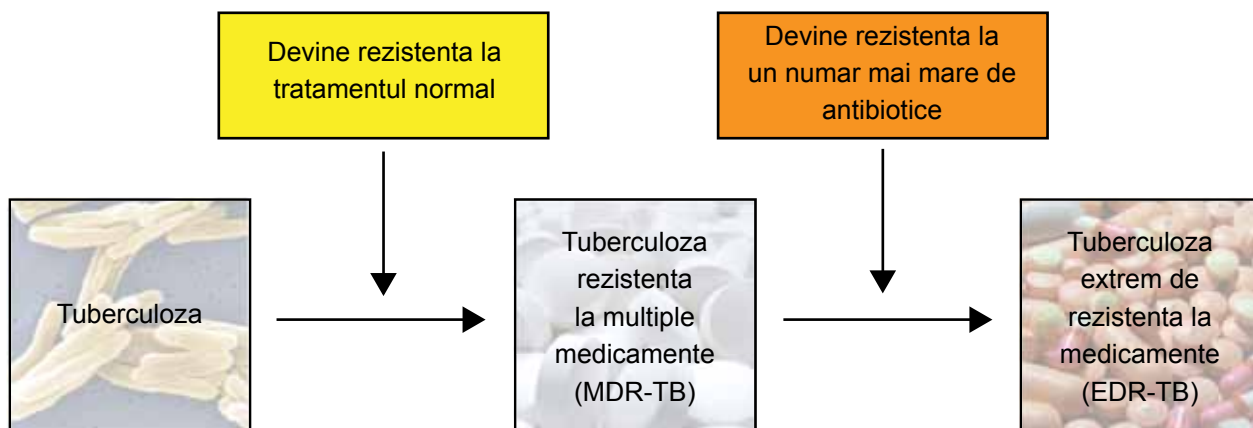 Devine rezistenta la
tratamentul normal
Devine rezistenta la
un numar mai mare de
antibiotice
Tuberculoza
Tuberculoza
rezistenta
la multiple
medicamente
(MDR-TB)
Tuberculoza
extrem de
rezistenta la
medicamente
(EDR-TB)